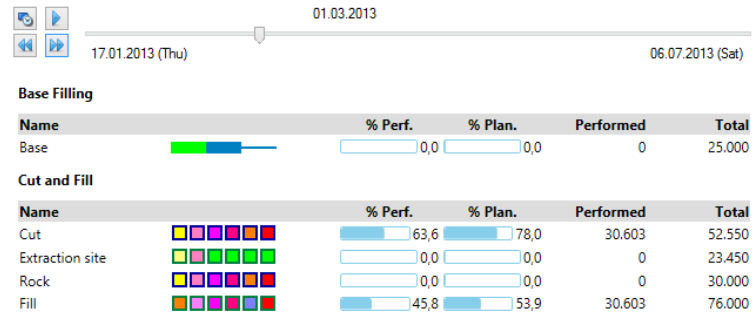 01.03.2013
17.01.2013 (Thu) 06.07.2013 (Sat)
Base Filling
Name % Perf. % Plan. Performed Total
Base 0,0 0,0 0 25.000
Cut and Fill
Name % Perf. % Plan. Performed Total
Cut 63,6 78,0 30.603 52.550
Extraction site 0,0 0,0 0 23.450
Rock 0,0 0,0 0 30.000
Fill 45,8 53,9 30.603 76.000